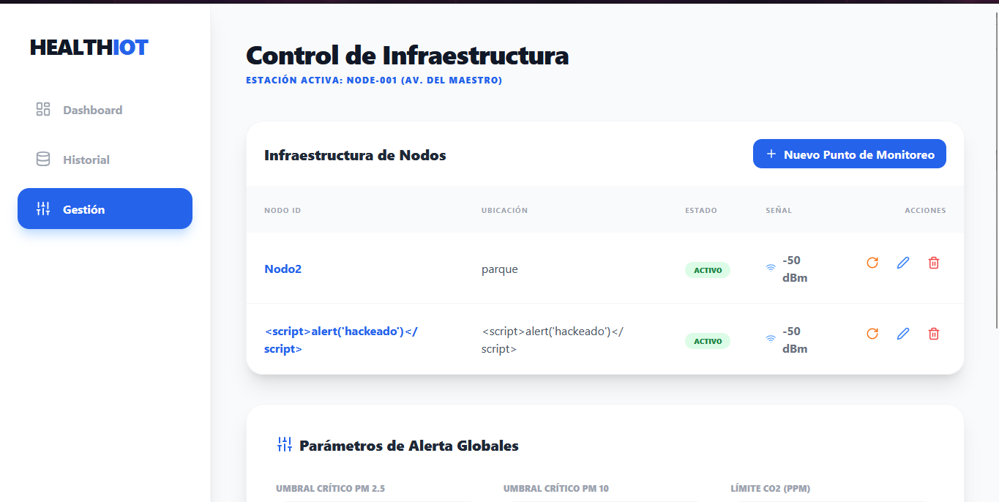 HEALTHIOT
Control de Infraestructura
ESTACIÓN ACTIVA: NODE-001 (AV. DEL MAESTRO)
Dashboard
Historial
Gestión
Infraestructura de Nodos
Nuevo Punto de Monitoreo
NODO ID UBICACIÓN ESTADO SEÑAL ACCIONES
Nodo2 parque ACTIVO -50
dBm
<script>alert('hackeado')</ <script>alert('hackeado')</ ACTIVO -50
script> script> dBm
Parámetros de Alerta Globales
UMBRAL CRÍTICO PM 2.5 UMBRAL CRÍTICO PM 10 LÍMITE CO2 (PPM)